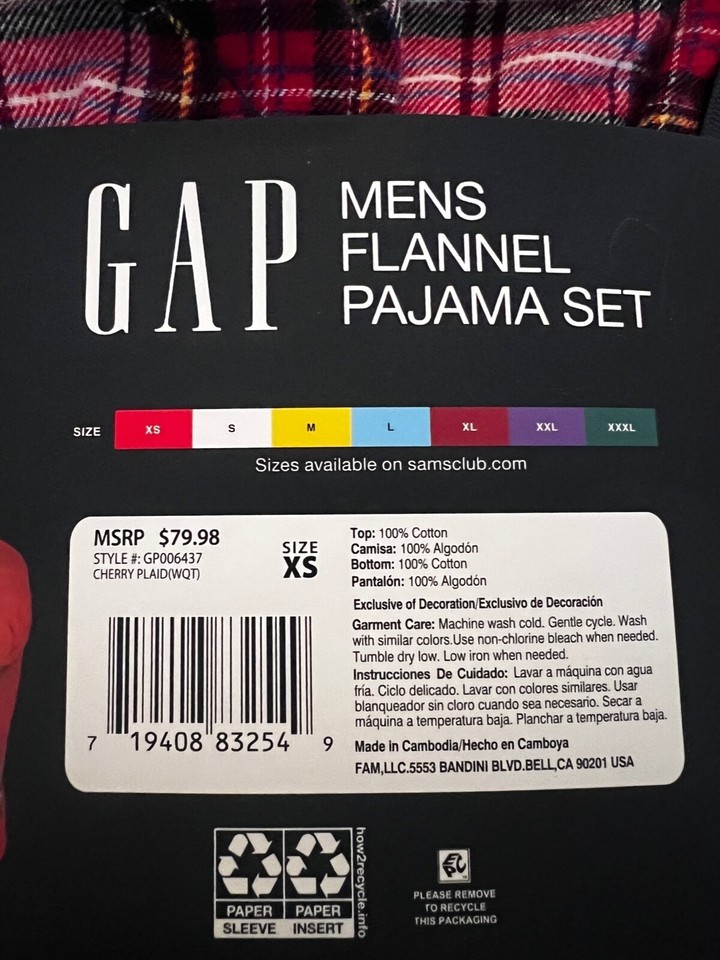 GAP
MENS
FLANNEL
PAJAMA SET
SIZE XS S M L XL XXL XXXL
Sizes available on samsclub.com
MSRP $79.98
STYLE #: GP006437
CHERRY PLAID(WQT)
SIZE
XS
7 19408 83254 9
Top: 100% Cotton
Camisa: 100% Algodón
Bottom: 100% Cotton
Pantalón: 100% Algodón
Exclusive of Decoration/Exclusivo de Decoración
Garment Care: Machine wash cold. Gentle cycle. Wash
with similar colors.Use non-chlorine bleach when needed.
Tumble dry low. Low iron when needed.
Instrucciones De Cuidado: Lavar a máquina con agua
fría. Ciclo delicado. Lavar con colores similares. Usar
blanqueador sin cloro cuando sea necesario. Secar a
máquina a temperatura baja. Planchar a temperatura baja.
Made in Cambodia/Hecho en Camboya
FAM,LLC.5553 BANDINI BLVD.BELL,CA 90201 USA
PAPER PAPER
SLEEVE INSERT
how2recycle.info
PLEASE REMOVE
TO RECYCLE
THIS PACKAGING